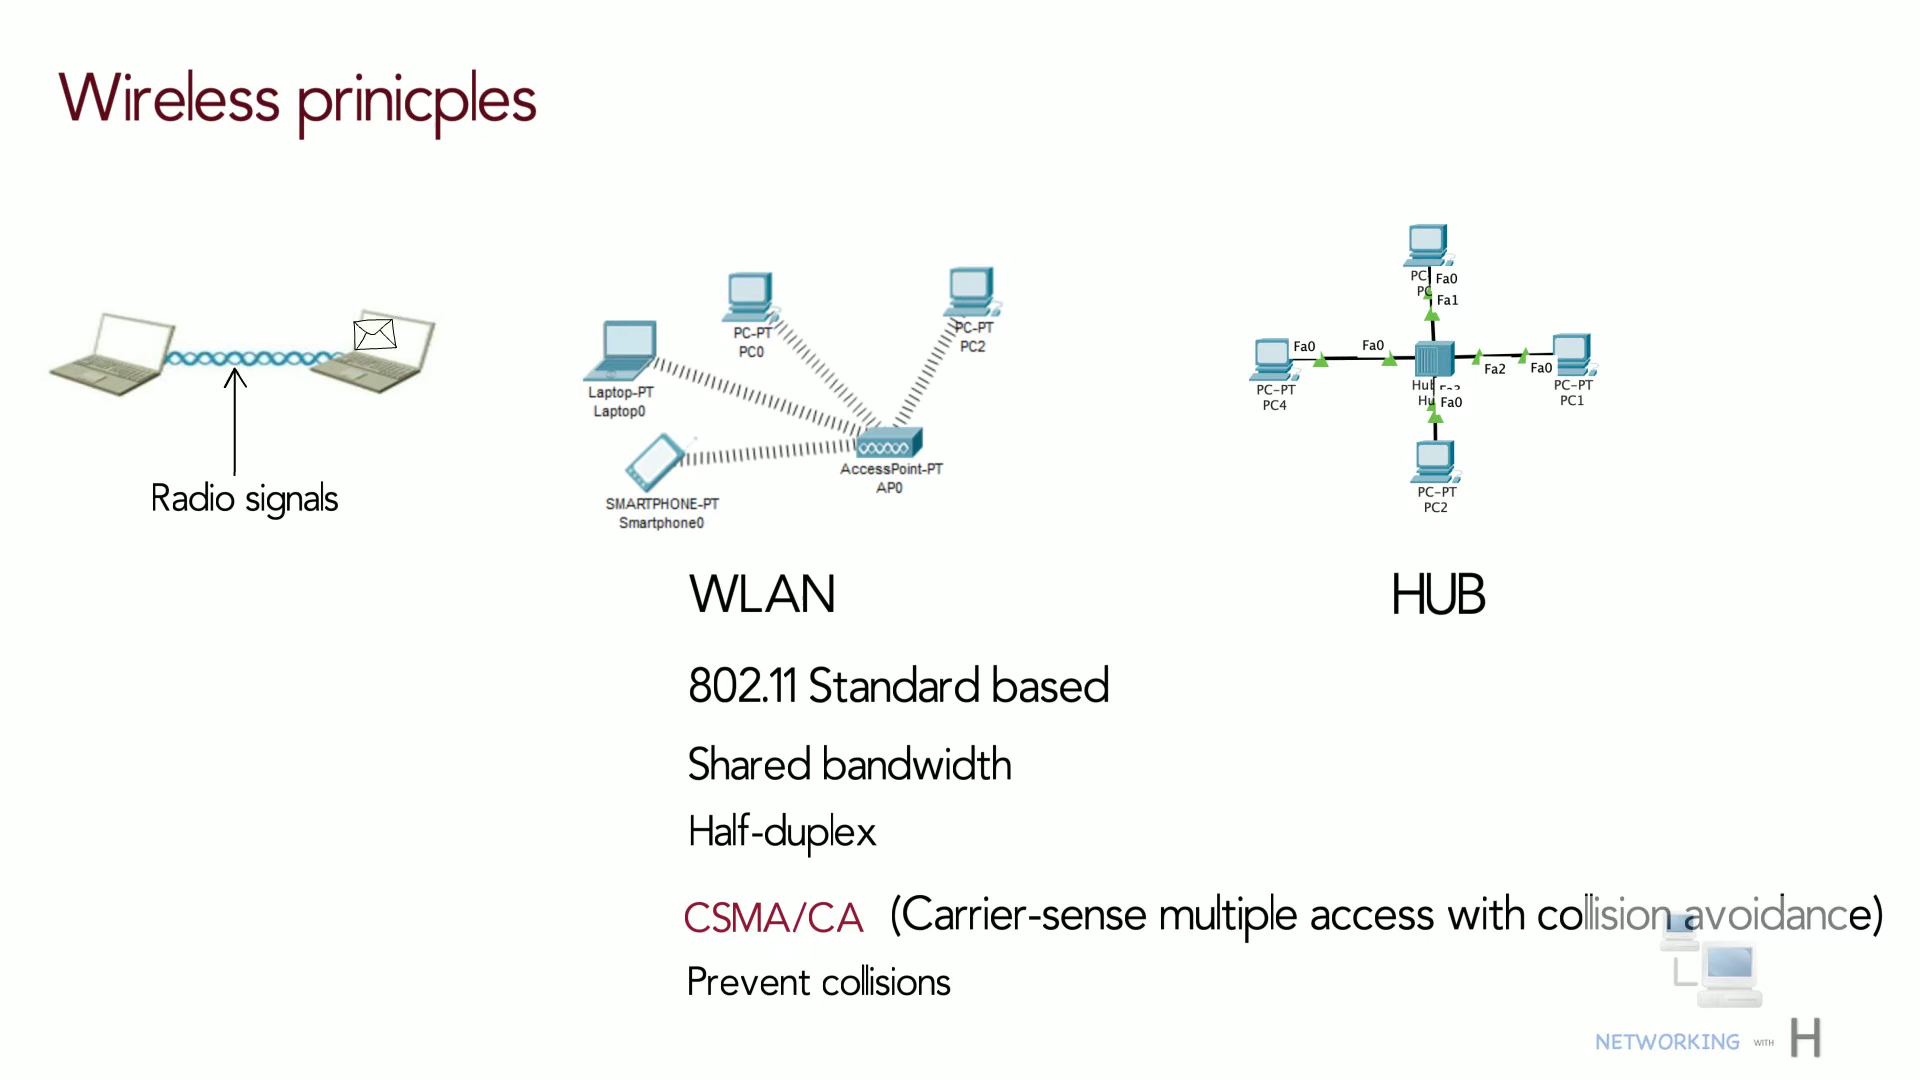 Wireless prinicples
Radio signals
PC-PT
PC0
PC-PT
PC2
Laptop-PT
Laptop0
SMARTPHONE-PT
Smartphone0
AccessPoint-PT
AP0
WLAN
802.11 Standard based
Shared bandwidth
Half-duplex
CSMA/CA (Carrier-sense multiple access with collision avoidance)
Prevent collisions
Fa0
Fa1
Fa0
Fa0
Fa2
Fa0
Fa0
PC-PT
PC4
PC-PT
PC1
PC-PT
PC2
HUB
NETWORKING WITH H